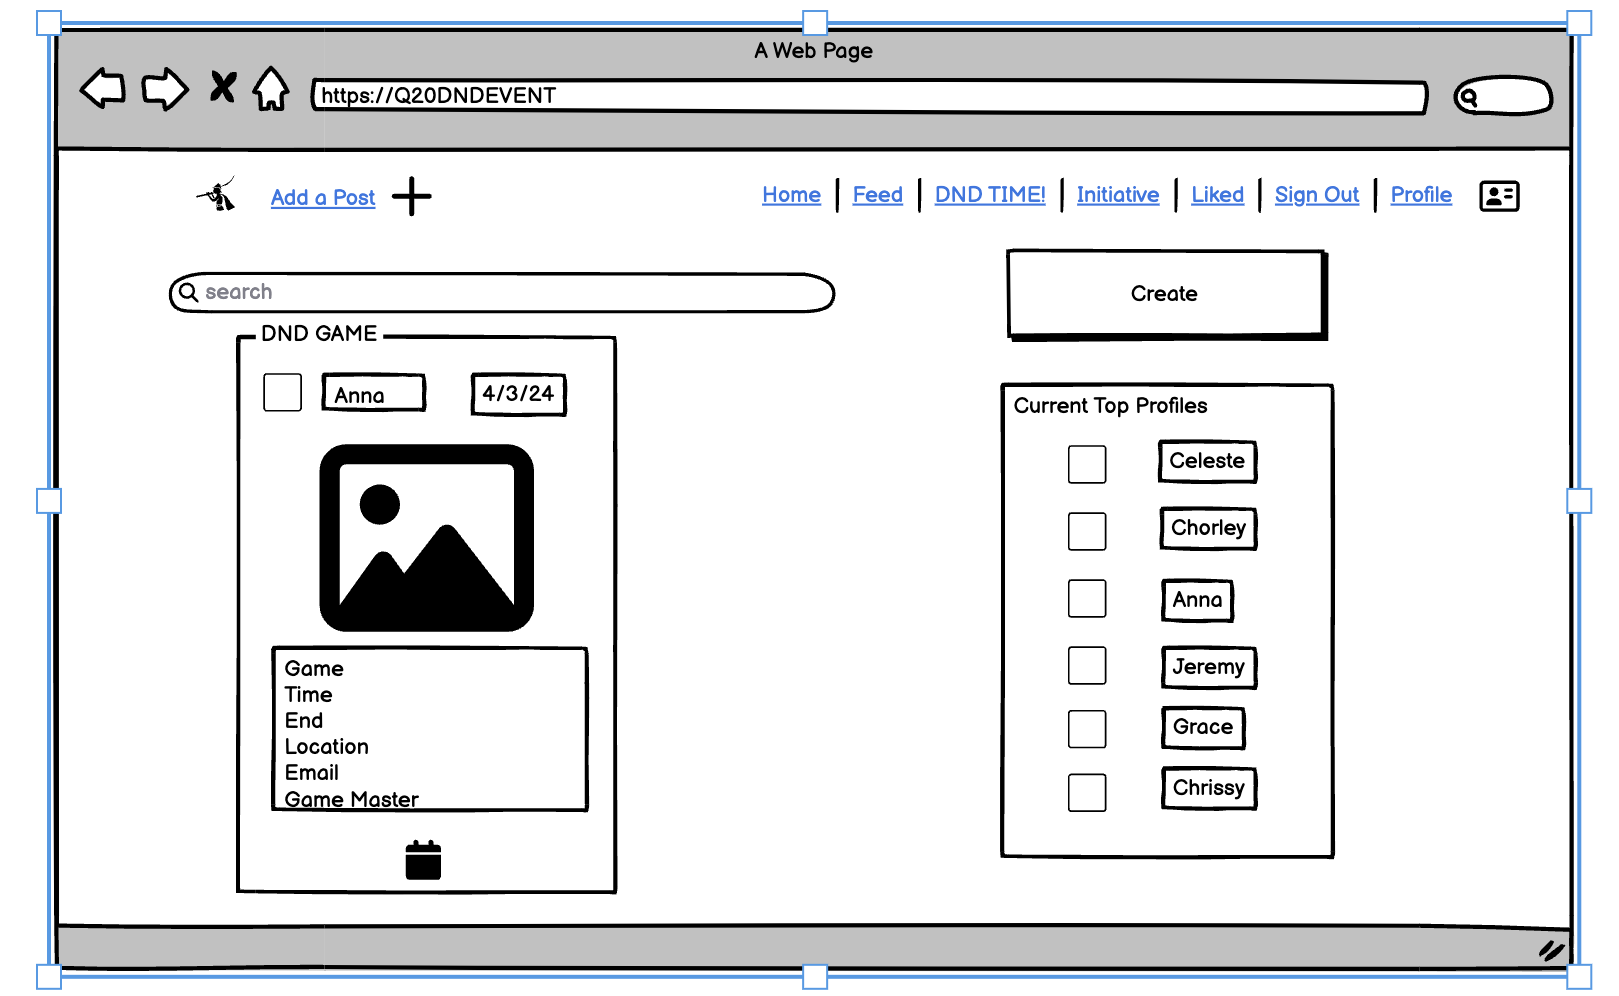 A Web Page
https://Q20DNDEVENT
Add a Post
Home
Feed
DND TIME!
Initiative
Liked
Sign Out
Profile
search
Create
DND GAME
Anna
4/3/24
Game
Time
End
Location
Email
Game Master
Current Top Profiles
Celeste
Chorley
Anna
Jeremy
Grace
Chrissy